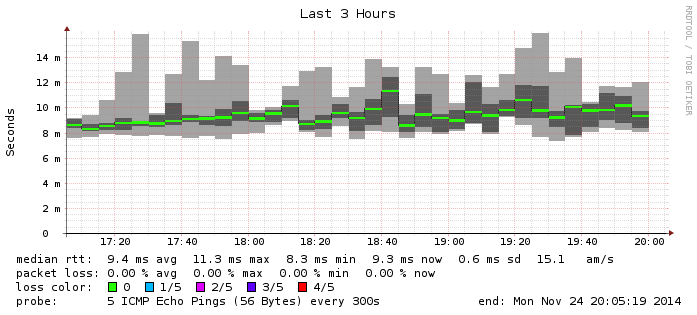 Last 3 Hours
RRDTOOL / TOBI OETIKER
Seconds
14 m
12 m
10 m
8 m
6 m
4 m
2 m
0
17:20 17:40 18:00 18:20 18:40 19:00 19:20 19:40 20:00
median rtt: 9.4 ms avg 11.3 ms max 8.3 ms min 9.3 ms now 0.6 ms sd 15.1 am/s
packet loss: 0.00 % avg 0.00 % max 0.00 % min 0.00 % now
loss color: 0 1/5 2/5 3/5 4/5
probe: 5 ICMP Echo Pings (56 Bytes) every 300s end: Mon Nov 24 20:05:19 2014